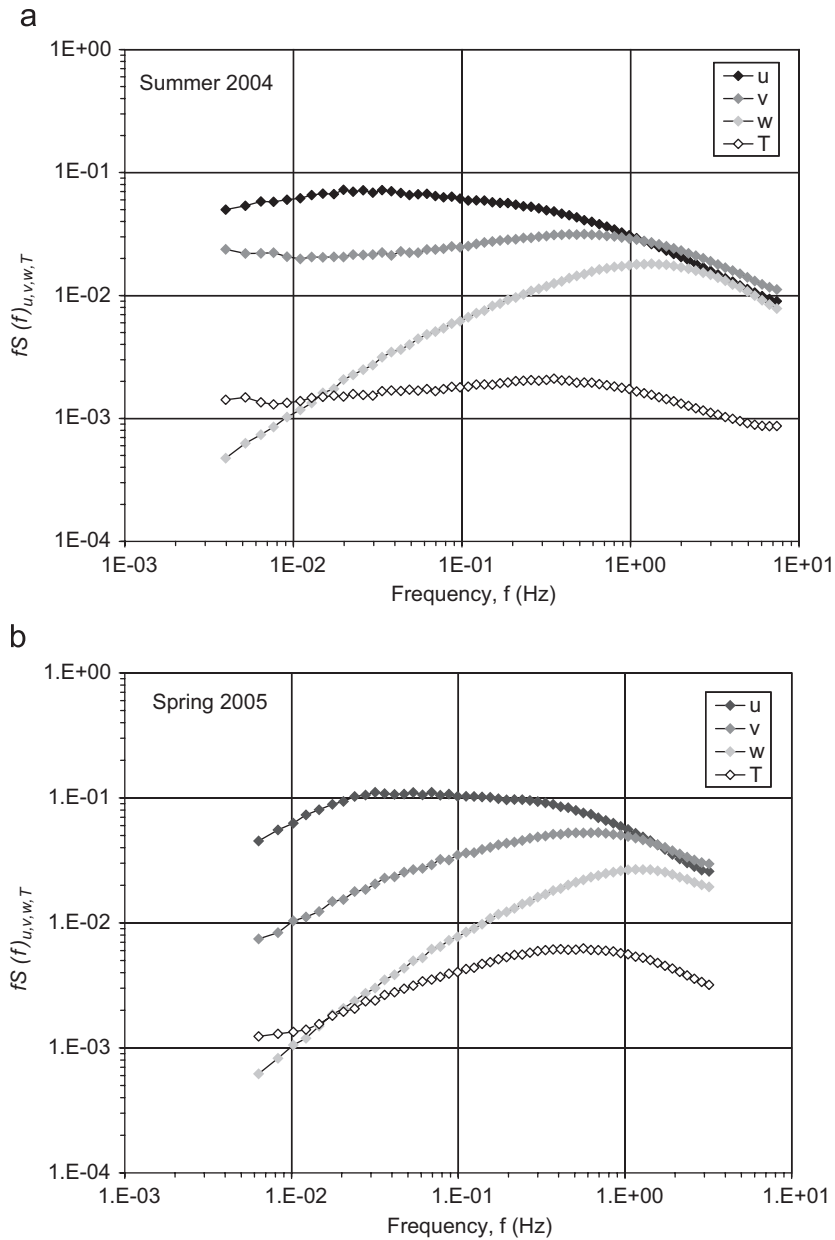 a
1E+00
Summer 2004
u
v
w
T
1E-01
1E-02
1E-03
1E-04
fS (f)u,v,w,T
1E-03
1E-02
1E-01
1E+00
1E+01
Frequency, f (Hz)
b
1.E+00
Spring 2005
u
v
w
T
1.E-01
1.E-02
1.E-03
1.E-04
fS (f)u,v,w,T
1.E-03
1.E-02
1.E-01
1.E+00
1.E+01
Frequency, f (Hz)